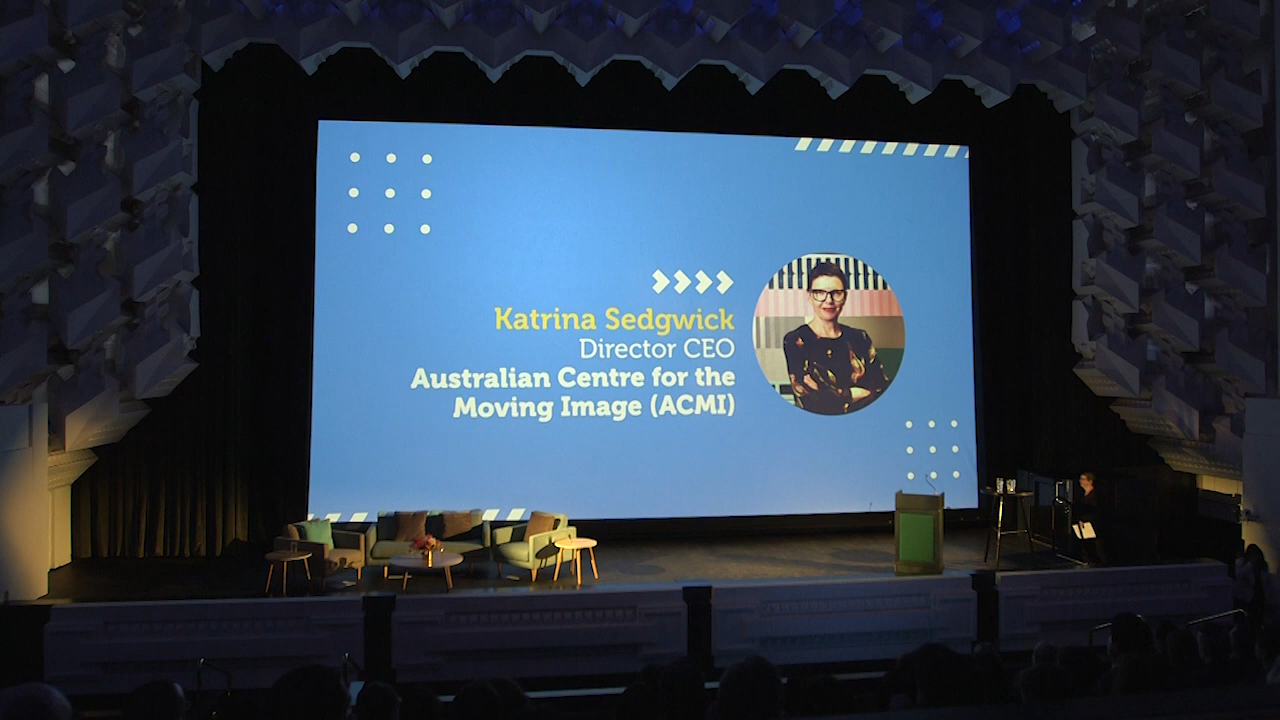 Katrina Sedgwick
Director CEO
Australian Centre for the
Moving Image (ACMI)